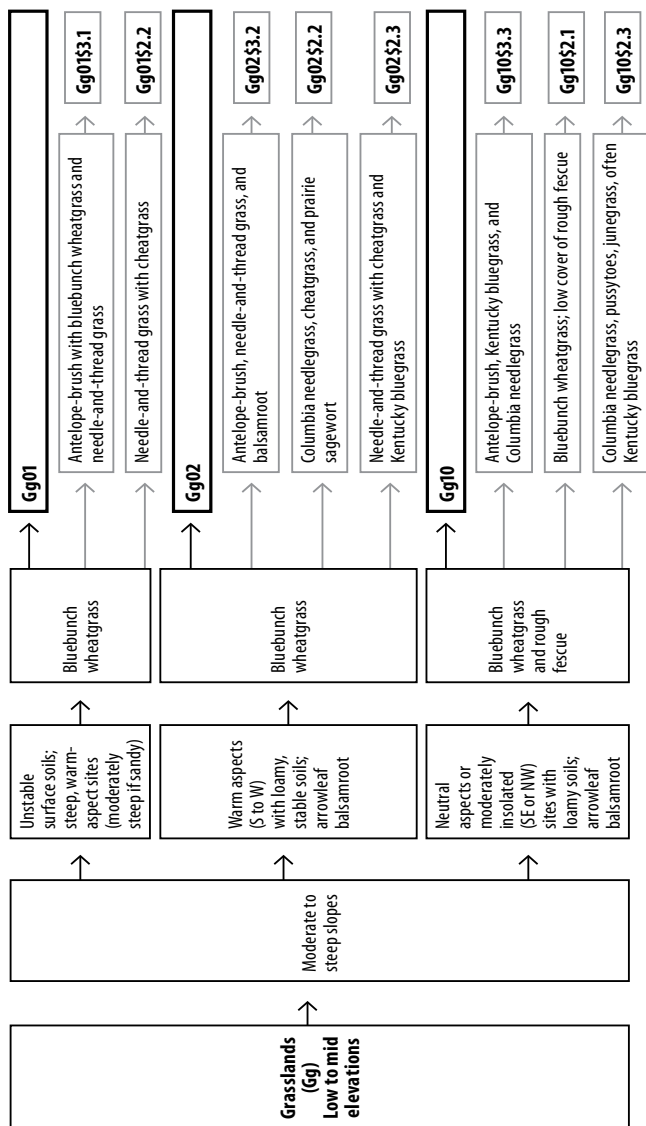 Grasslands
(Gg)
Low to mid
elevations
Moderate to
steep slopes
Unstable
surface soils;
steep, warm-
aspect sites
(moderately
steep if sandy)
Bluebunch
wheatgrass
Gg01
Antelope-brush with bluebunch wheatgrass and
needle-and-thread grass
Gg01$3.1
Needle-and-thread grass with cheatgrass
Gg01$2.2
Warm aspects
(S to W)
with loamy,
stable soils;
arrowleaf
balsamroot
Bluebunch
wheatgrass
Gg02
Antelope-brush, needle-and-thread grass, and
balsamroot
Gg02$3.2
Columbia needlegrass, cheatgrass, and prairie
sagewort
Gg02$2.2
Needle-and-thread grass with cheatgrass and
Kentucky bluegrass
Gg02$2.3
Neutral
aspects or
moderately
insolated
(SE or NW)
sites with
loamy soils;
arrowleaf
balsamroot
Bluebunch
wheatgrass
and rough
fescue
Gg10
Antelope-brush, Kentucky bluegrass, and
Columbia needlegrass
Gg10$3.3
Bluebunch wheatgrass; low cover of rough fescue
Gg10$2.1
Columbia needlegrass, pussytoes, junegrass, often
Kentucky bluegrass
Gg10$2.3